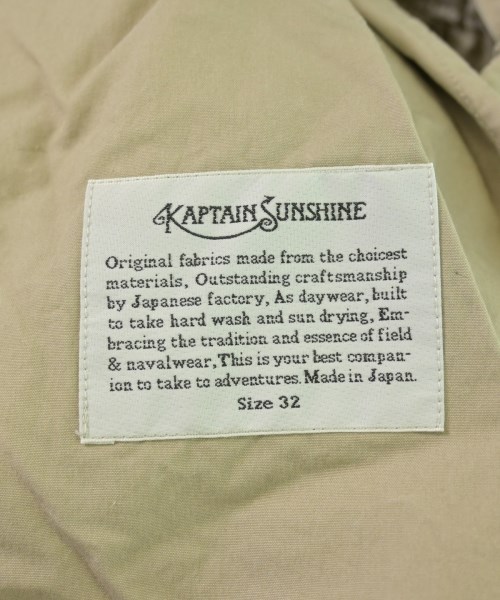 KAPTAIN SUNSHINE
Original fabrics made from the choicest
materials, Outstanding craftsmanship
by Japanese factory, As daywear, built
to take hard wash and sun drying, Em-
bracing the tradition and essence of field
& navalwear, This is your best compan-
ion to take to adventures. Made in Japan.
Size 32